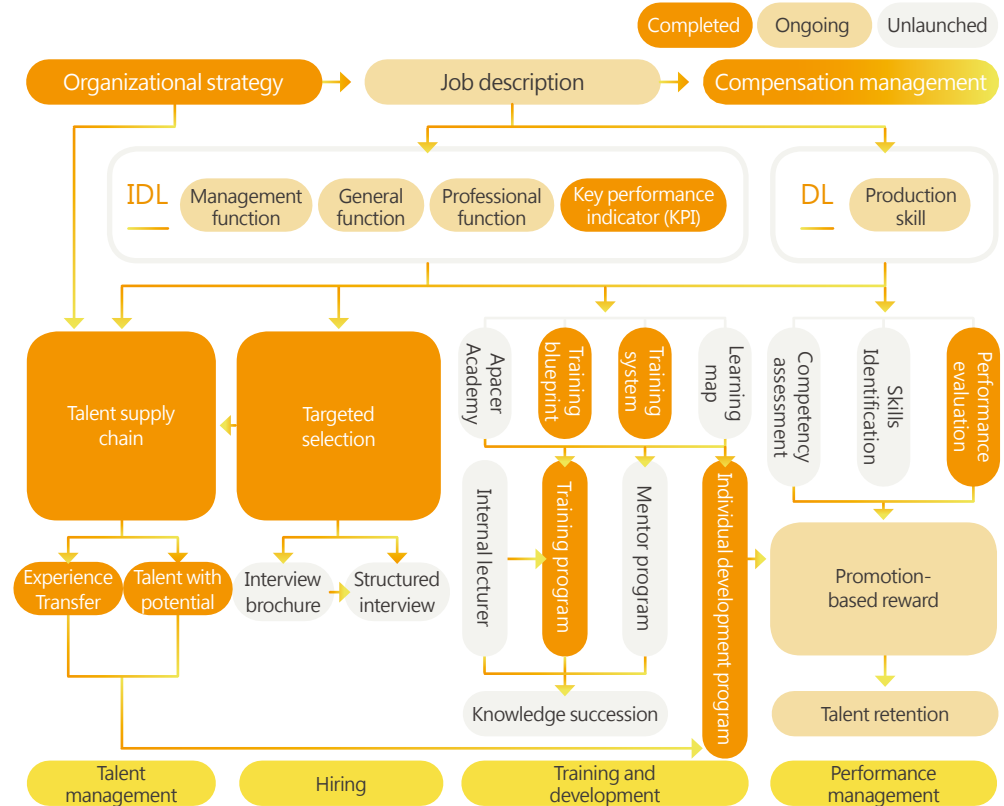 Completed
Ongoing
Unlaunched
Organizational strategy
Job description
Compensation management
IDL
Management
function
General
function
Professional
function
Key performance
indicator (KPI)
DL
Production
skill
Talent supply
chain
Targeted
selection
Apacer
Academy
Training
blueprint
Training
system
Learning
map
Competency
assessment
Skills
Identification
Performance
evaluation
Experience
Transfer
Talent with
potential
Interview
brochure
Structured
interview
Internal lecturer
Training program
Mentor program
Individual development program
Promotion-
based reward
Knowledge succession
Talent retention
Talent
management
Hiring
Training and
development
Performance
management